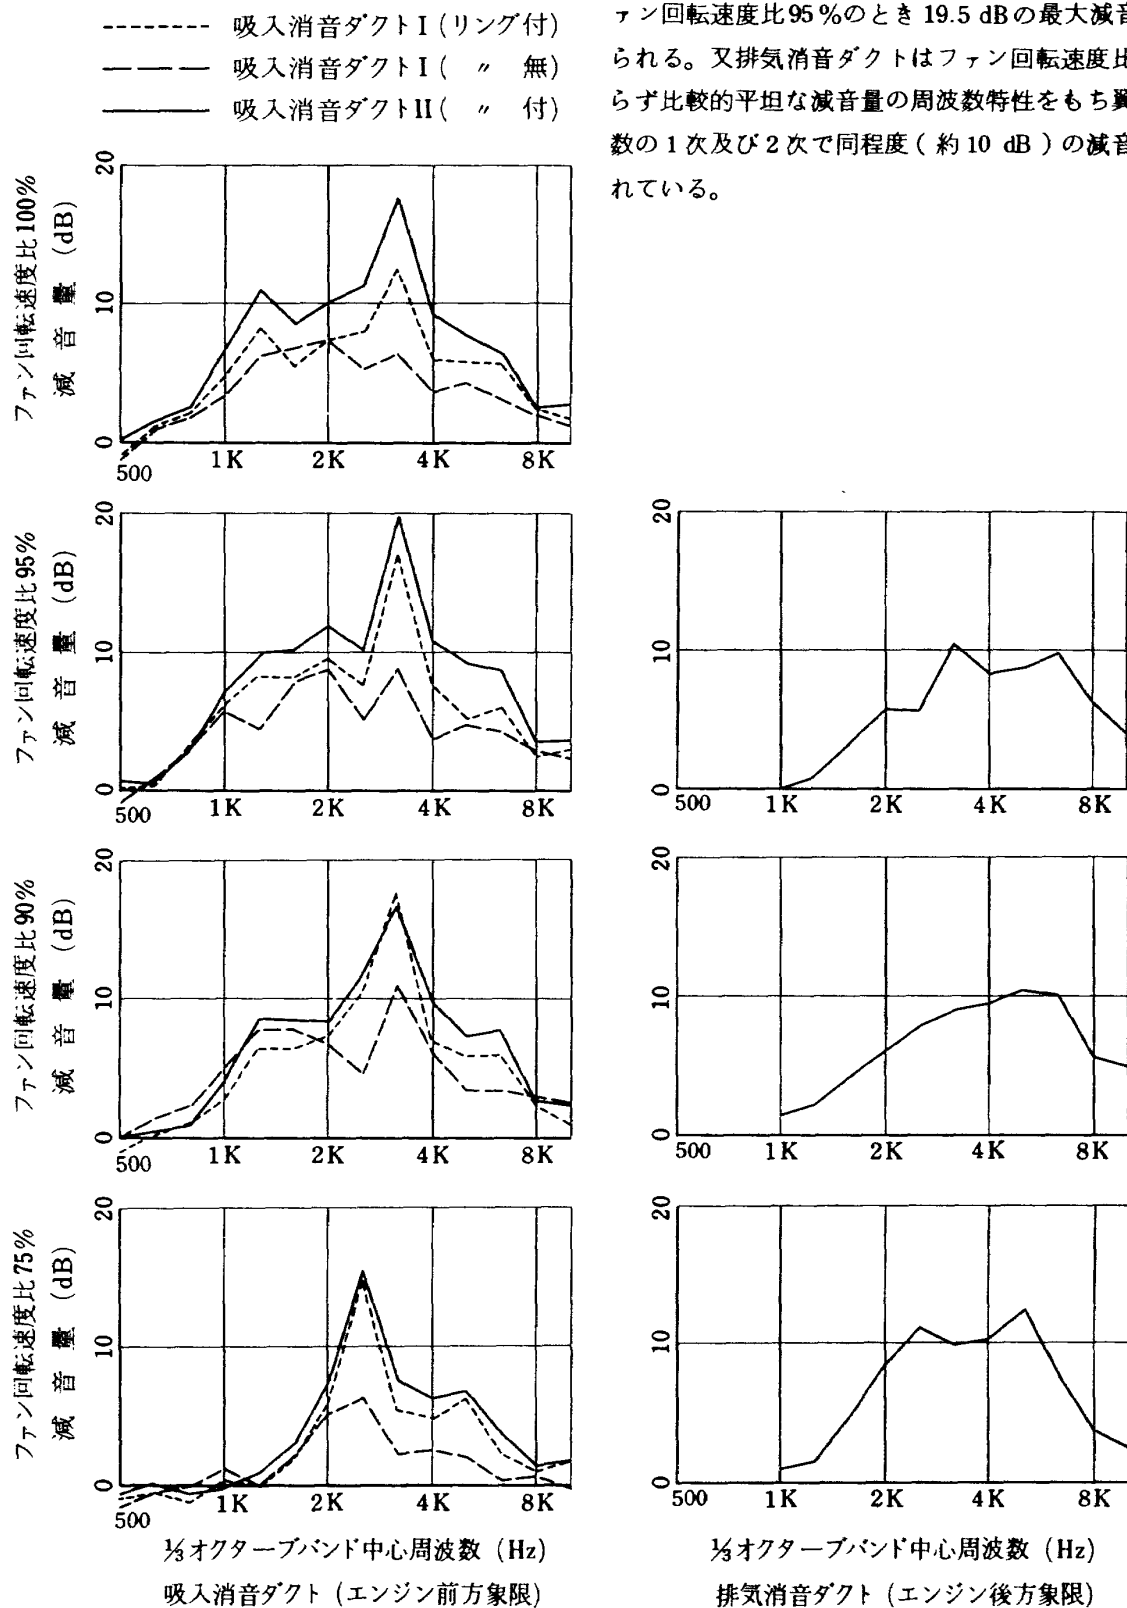 吸入消音ダクトI(リング付)
吸入消音ダクトI( 〃 無)
吸入消音ダクトII( 〃 付)
ァン回転速度比95%のとき19.5 dBの最大減音
られる。又排気消音ダクトはファン回転速度比
らず比較的平坦な減音量の周波数特性をもち翼
数の1次及び2次で同程度(約10 dB)の減音
れている。
ファン回転速度比100%
減音量 (dB)
20
10
0
500 1K 2K 4K 8K
ファン回転速度比95%
減音量 (dB)
20
10
0
500 1K 2K 4K 8K
20
10
0
500 1K 2K 4K 8K
ファン回転速度比90%
減音量 (dB)
20
10
0
500 1K 2K 4K 8K
20
10
0
500 1K 2K 4K 8K
ファン回転速度比75%
減音量 (dB)
20
10
0
500 1K 2K 4K 8K
20
10
0
500 1K 2K 4K 8K
⅓オクターブバンド中心周波数 (Hz)
吸入消音ダクト (エンジン前方象限)
⅓オクターブバンド中心周波数 (Hz)
排気消音ダクト (エンジン後方象限)